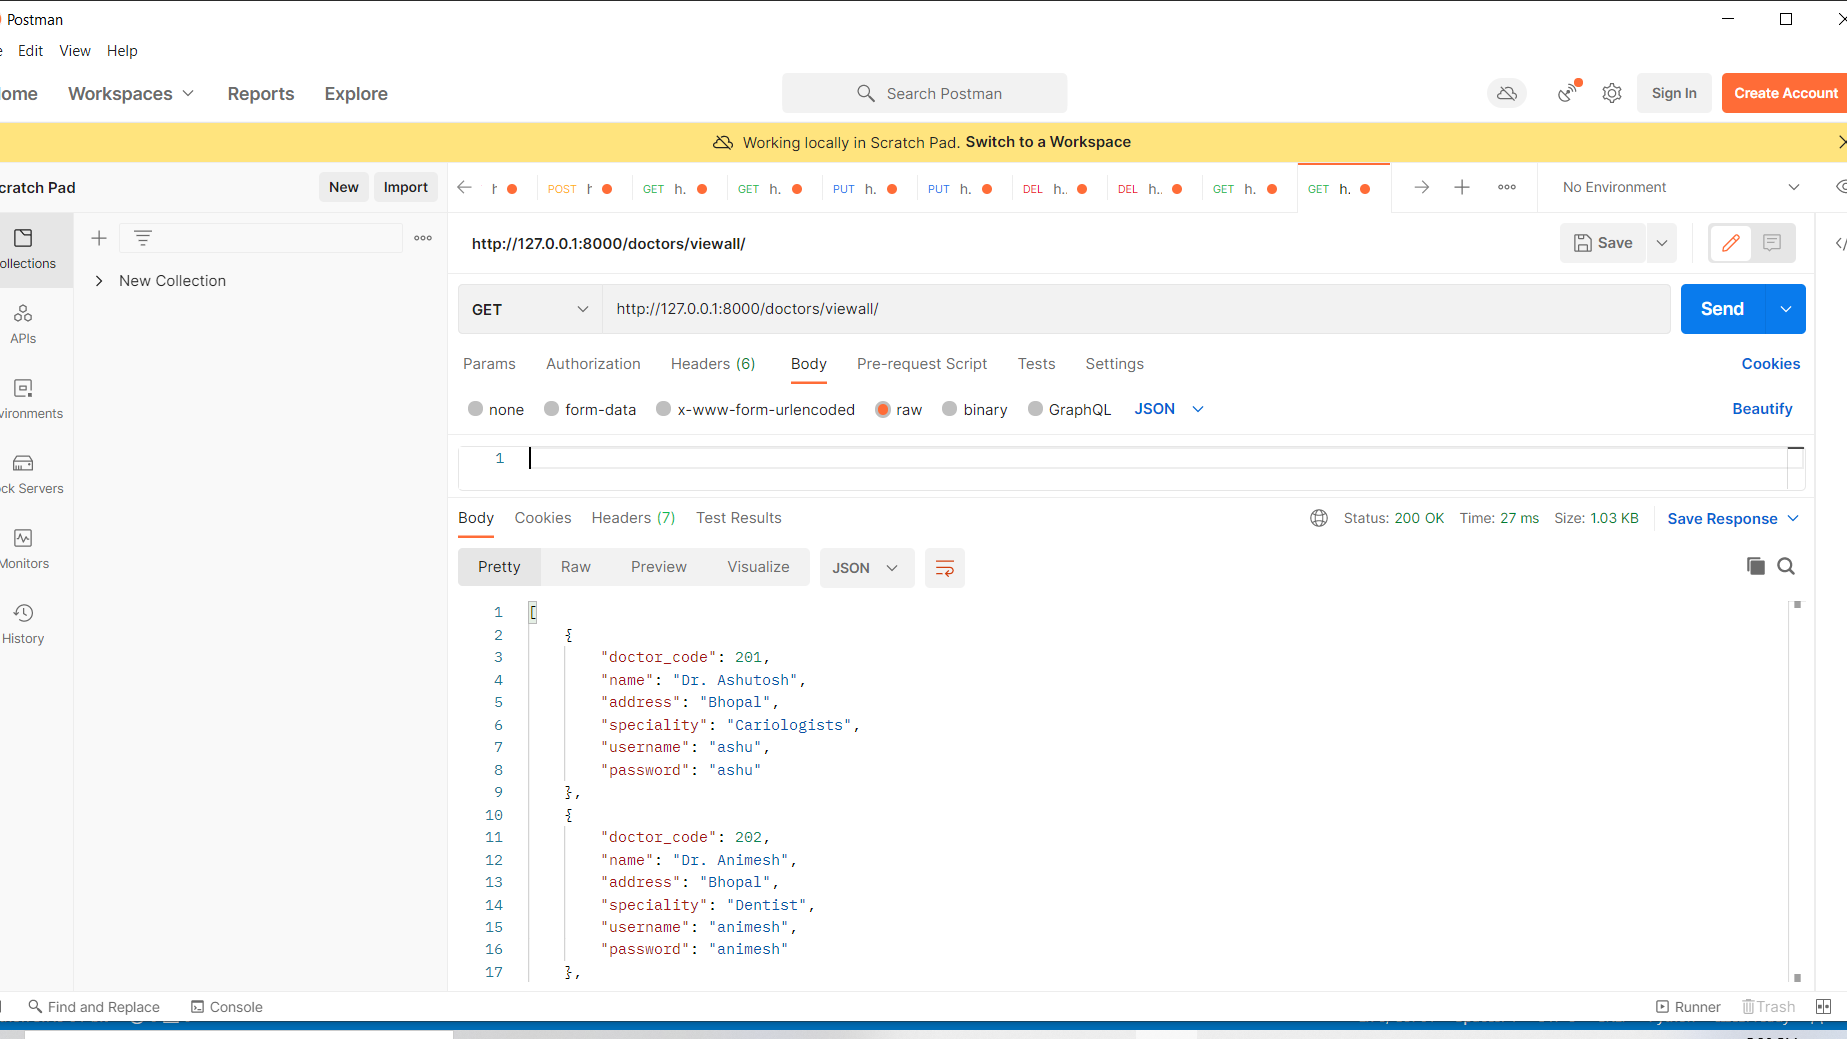 Postman
Edit View Help
ome Workspaces Reports Explore Search Postman Sign In Create Account
Working locally in Scratch Pad. Switch to a Workspace
cratch Pad New Import h POST h GET h. GET h. PUT h. PUT h. DEL h.. DEL h.. GET h. GET h. No Environment
http://127.0.0.1:8000/doctors/viewall/ Save
ollections
New Collection
GET http://127.0.0.1:8000/doctors/viewall/ Send
APIs
Params Authorization Headers (6) Body Pre-request Script Tests Settings Cookies
vironments none form-data x-www-form-urlencoded raw binary GraphQL JSON Beautify
1
ock Servers
Body Cookies Headers (7) Test Results Status: 200 OK Time: 27 ms Size: 1.03 KB Save Response
Monitors
Pretty Raw Preview Visualize JSON
History
1 [
2 {
3 "doctor_code": 201,
4 "name": "Dr. Ashutosh",
5 "address": "Bhopal",
6 "speciality": "Cariologists",
7 "username": "ashu",
8 "password": "ashu"
9 },
10 {
11 "doctor_code": 202,
12 "name": "Dr. Animesh",
13 "address": "Bhopal",
14 "speciality": "Dentist",
15 "username": "animesh",
16 "password": "animesh"
17 },
Find and Replace Console Runner Trash